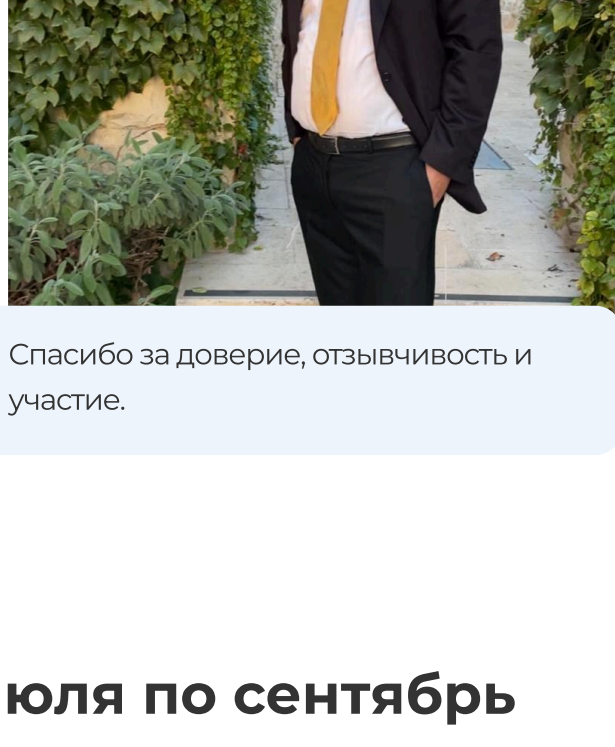 Спасибо за доверие, отзывчивость и
участие.
юля по сентябрь